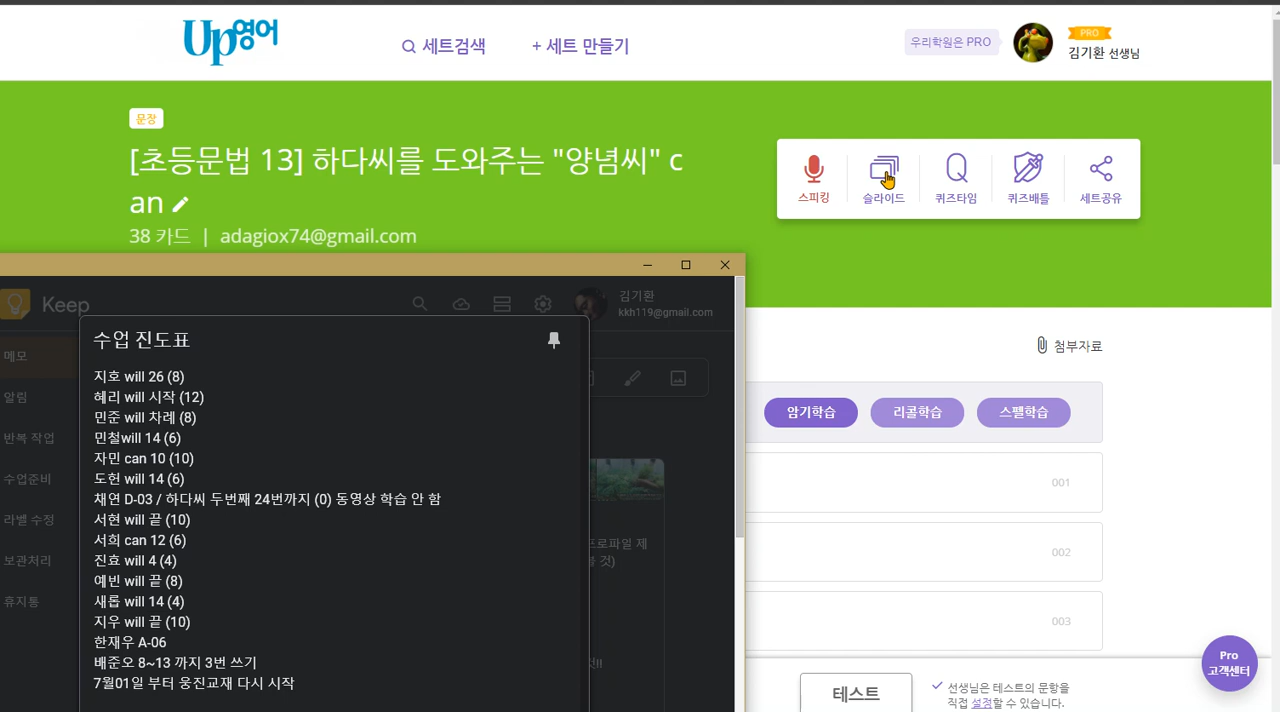 Up영어
세트검색
+ 세트 만들기
우리학원은 PRO
PRO
김기환 선생님
문장
[초등문법 13] 하다씨를 도와주는 "양념씨" c
an
38 카드 | adagiox74@gmail.com
스피킹
슬라이드
퀴즈타임
퀴즈배틀
세트공유
Keep
김기환
kkh119@gmail.com
메모
알림
반복 작업
수업준비
라벨 수정
보관처리
휴지통
수업 진도표
지호 will 26 (8)
혜리 will 시작 (12)
민준 will 차례 (8)
민철will 14 (6)
자민 can 10 (10)
도헌 will 14 (6)
채연 D-03 / 하다씨 두번째 24번까지 (0) 동영상 학습 안 함
서현 will 끝 (10)
서희 can 12 (6)
진효 will 4 (4)
예빈 will 끝 (8)
새롭 will 14 (4)
지우 will 끝 (10)
한재우 A-06
배준오 8~13 까지 3번 쓰기
7월01일 부터 웅진교재 다시 시작
프로파일 제
첨부자료
암기학습
리콜학습
스펠학습
001
002
003
테스트
선생님은 테스트의 문항을
직접 설정할 수 있습니다.
Pro
고객센터